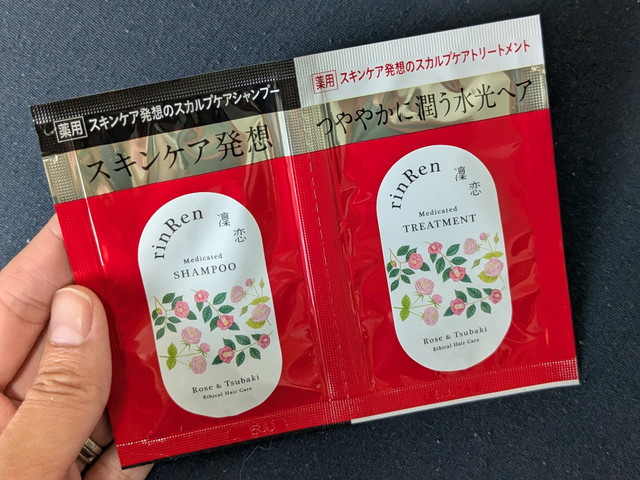 薬用 スキンケア発想のスカルプケアシャンプー
スキンケア発想
rinRen
凜恋
Medicated
SHAMPOO
Rose & Tsubaki
Ethical Hair Care
薬用 スキンケア発想のスカルプケアトリートメント
つややかに潤う水光ヘア
rinRen
凜恋
Medicated
TREATMENT
Rose & Tsubaki
Ethical Hair Care